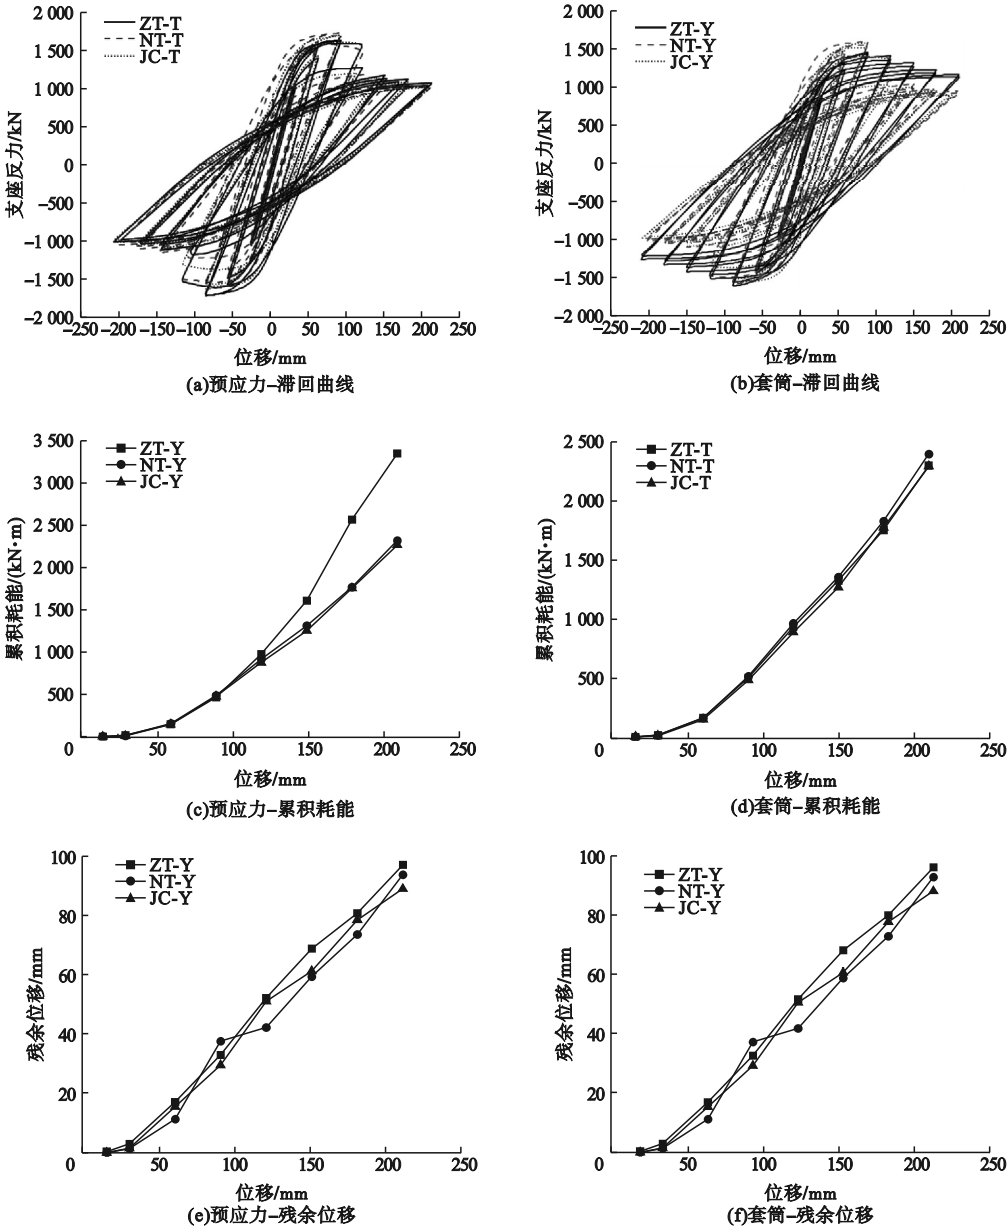 2 000
1 500
1 000
500
0
−500
−1 000
−1 500
−2 000
支座反力/kN
ZT-T
NT-T
JC-T
−250 −200 −150 −100 −50 0 50 100 150 200 250
位移/mm
(a)预应力–滞回曲线
2 000
1 500
1 000
500
0
−500
−1 000
−1 500
−2 000
支座反力/kN
ZT-Y
NT-Y
JC-Y
−250 −200 −150 −100 −50 0 50 100 150 200 250
位移/mm
(b)套筒–滞回曲线
3 500
3 000
2 500
2 000
1 500
1 000
500
累积耗能/(kN·m)
ZT-Y
NT-Y
JC-Y
0 50 100 150 200 250
位移/mm
(c)预应力–累积耗能
2 500
2 000
1 500
1 000
500
累积耗能/(kN·m)
ZT-T
NT-T
JC-T
0 50 100 150 200 250
位移/mm
(d)套筒–累积耗能
100
80
60
40
20
残余位移/mm
ZT-Y
NT-Y
JC-Y
0 50 100 150 200 250
位移/mm
(e)预应力–残余位移
100
80
60
40
20
残余位移/mm
ZT-Y
NT-Y
JC-Y
0 50 100 150 200 250
位移/mm
(f)套筒–残余位移